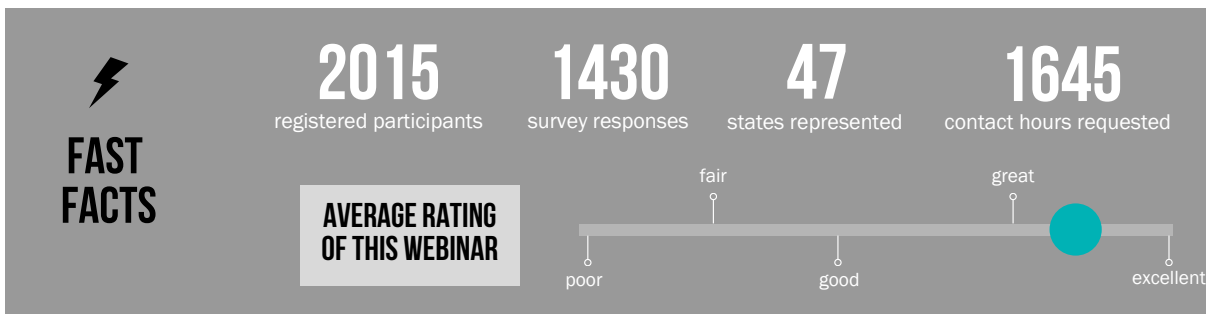 FAST
FACTS
2015
registered participants
1430
survey responses
47
states represented
1645
contact hours requested
AVERAGE RATING
OF THIS WEBINAR
poor
fair
good
great
excellent